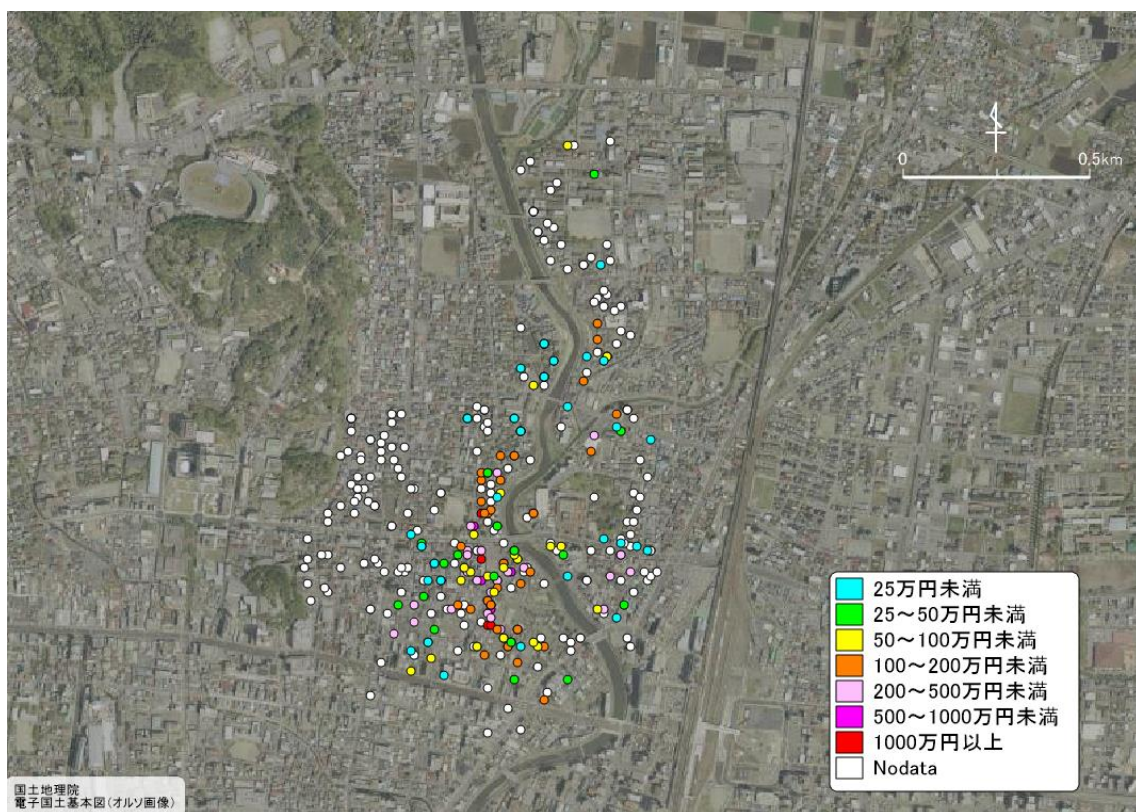 0 0.5km
25万円未満
25～50万円未満
50～100万円未満
100～200万円未満
200～500万円未満
500～1000万円未満
1000万円以上
Nodata
国土地理院
電子国土基本図(オルソ画像)